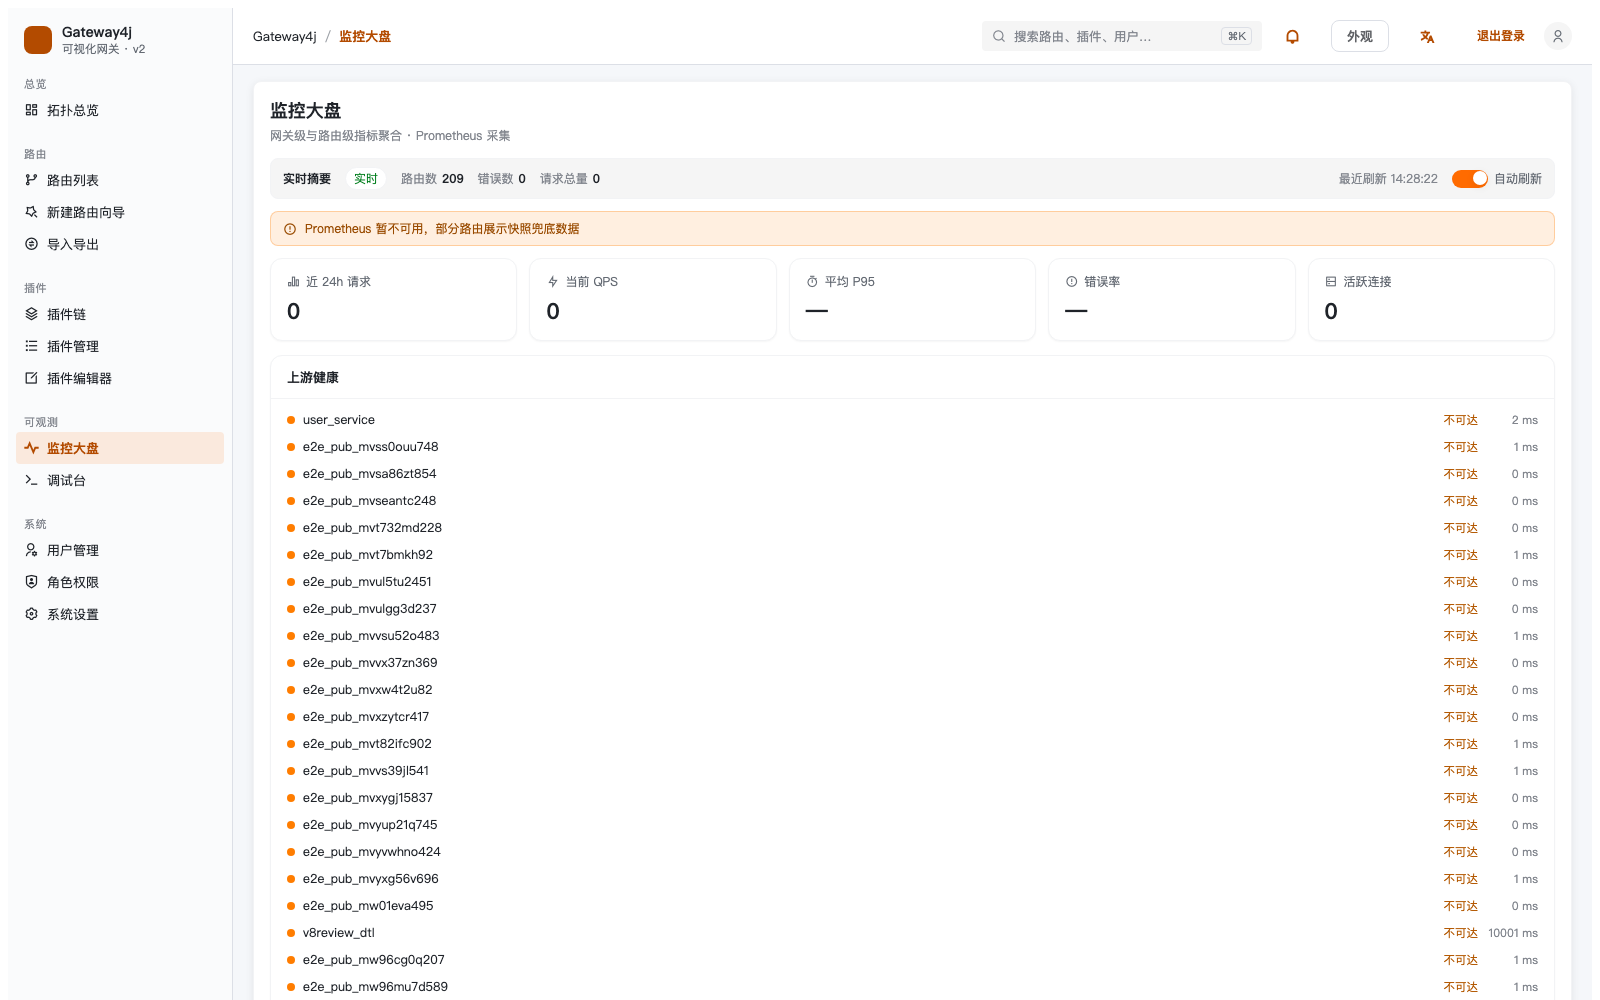 Gateway4j
可视化网关 · v2
总览
拓扑总览
路由
路由列表
新建路由向导
导入导出
插件
插件链
插件管理
插件编辑器
可观测
监控大盘
调试台
系统
用户管理
角色权限
系统设置
Gateway4j / 监控大盘
搜索路由、插件、用户… ⌘K
外观
退出登录
监控大盘
网关级与路由级指标聚合 · Prometheus 采集
实时摘要 实时 路由数 209 错误数 0 请求总量 0
最近刷新 14:28:22 自动刷新
Prometheus 暂不可用，部分路由展示快照兜底数据
近 24h 请求
0
当前 QPS
0
平均 P95
—
错误率
—
活跃连接
0
上游健康
user_service 不可达 2 ms
e2e_pub_mvss0ouu748 不可达 1 ms
e2e_pub_mvsa86zt854 不可达 0 ms
e2e_pub_mvseantc248 不可达 0 ms
e2e_pub_mvt732md228 不可达 0 ms
e2e_pub_mvt7bmkh92 不可达 1 ms
e2e_pub_mvul5tu2451 不可达 0 ms
e2e_pub_mvulgg3d237 不可达 0 ms
e2e_pub_mvvsu52o483 不可达 1 ms
e2e_pub_mvvx37zn369 不可达 0 ms
e2e_pub_mvxw4t2u82 不可达 0 ms
e2e_pub_mvxzytcr417 不可达 0 ms
e2e_pub_mvt82ifc902 不可达 1 ms
e2e_pub_mvvs39jl541 不可达 1 ms
e2e_pub_mvxygj15837 不可达 0 ms
e2e_pub_mvyup21q745 不可达 0 ms
e2e_pub_mvyvwhno424 不可达 0 ms
e2e_pub_mvyxg56v696 不可达 1 ms
e2e_pub_mw01eva495 不可达 0 ms
v8review_dtl 不可达 10001 ms
e2e_pub_mw96cg0q207 不可达 1 ms
e2e_pub_mw96mu7d589 不可达 1 ms